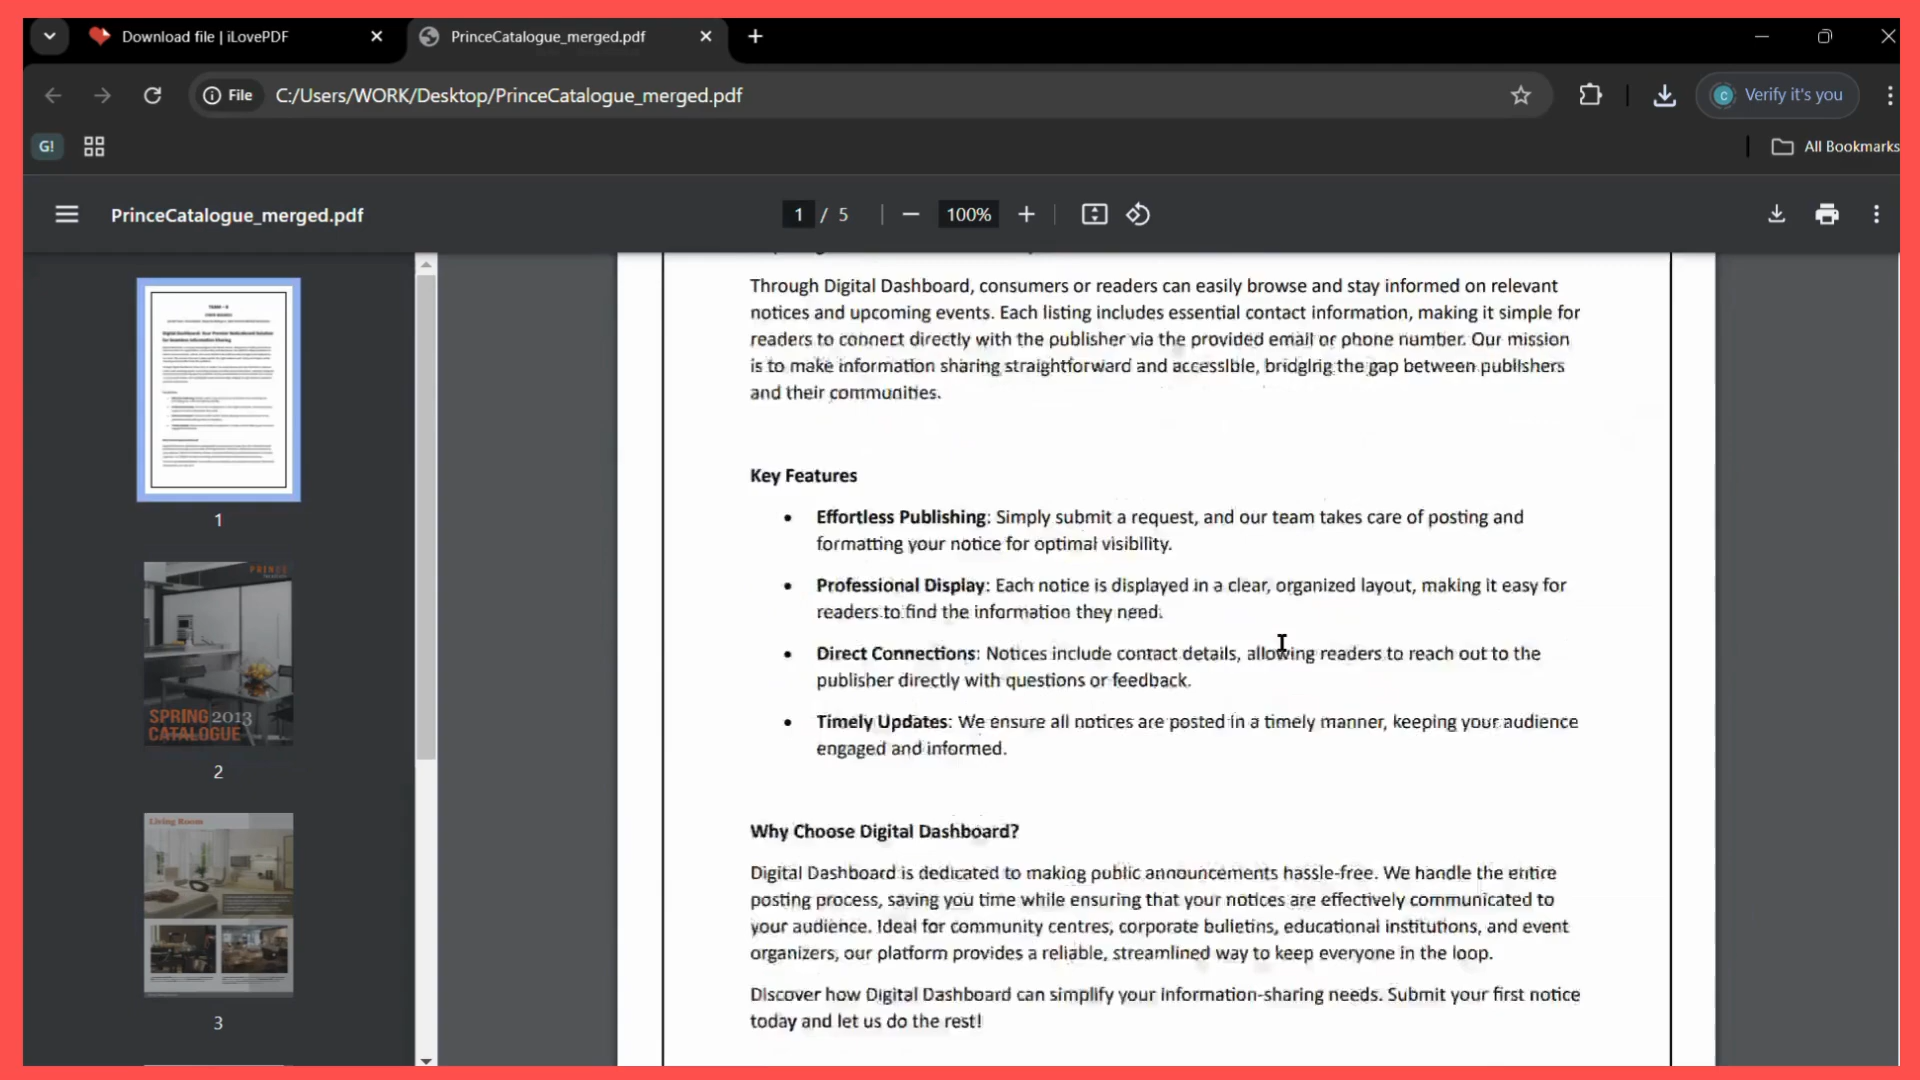 Download file | iLovePDF
PrinceCatalogue_merged.pdf
File
C:/Users/WORK/Desktop/PrinceCatalogue_merged.pdf
C
Verify it's you
G!
All Bookmarks
PrinceCatalogue_merged.pdf
1 / 5
100%
1
PRINCE
SPRING 2013
CATALOGUE
2
Living Room
3
Through Digital Dashboard, consumers or readers can easily browse and stay informed on relevant
notices and upcoming events. Each listing includes essential contact information, making it simple for
readers to connect directly with the publisher via the provided email or phone number. Our mission
is to make information sharing straightforward and accessible, bridging the gap between publishers
and their communities.
Key Features
• Effortless Publishing: Simply submit a request, and our team takes care of posting and
formatting your notice for optimal visibility.
• Professional Display: Each notice is displayed in a clear, organized layout, making it easy for
readers to find the information they need.
• Direct Connections: Notices include contact details, allowing readers to reach out to the
publisher directly with questions or feedback.
• Timely Updates: We ensure all notices are posted in a timely manner, keeping your audience
engaged and informed.
Why Choose Digital Dashboard?
Digital Dashboard is dedicated to making public announcements hassle-free. We handle the entire
posting process, saving you time while ensuring that your notices are effectively communicated to
your audience. Ideal for community centres, corporate bulletins, educational institutions, and event
organizers, our platform provides a reliable, streamlined way to keep everyone in the loop.
Discover how Digital Dashboard can simplify your information-sharing needs. Submit your first notice
today and let us do the rest!